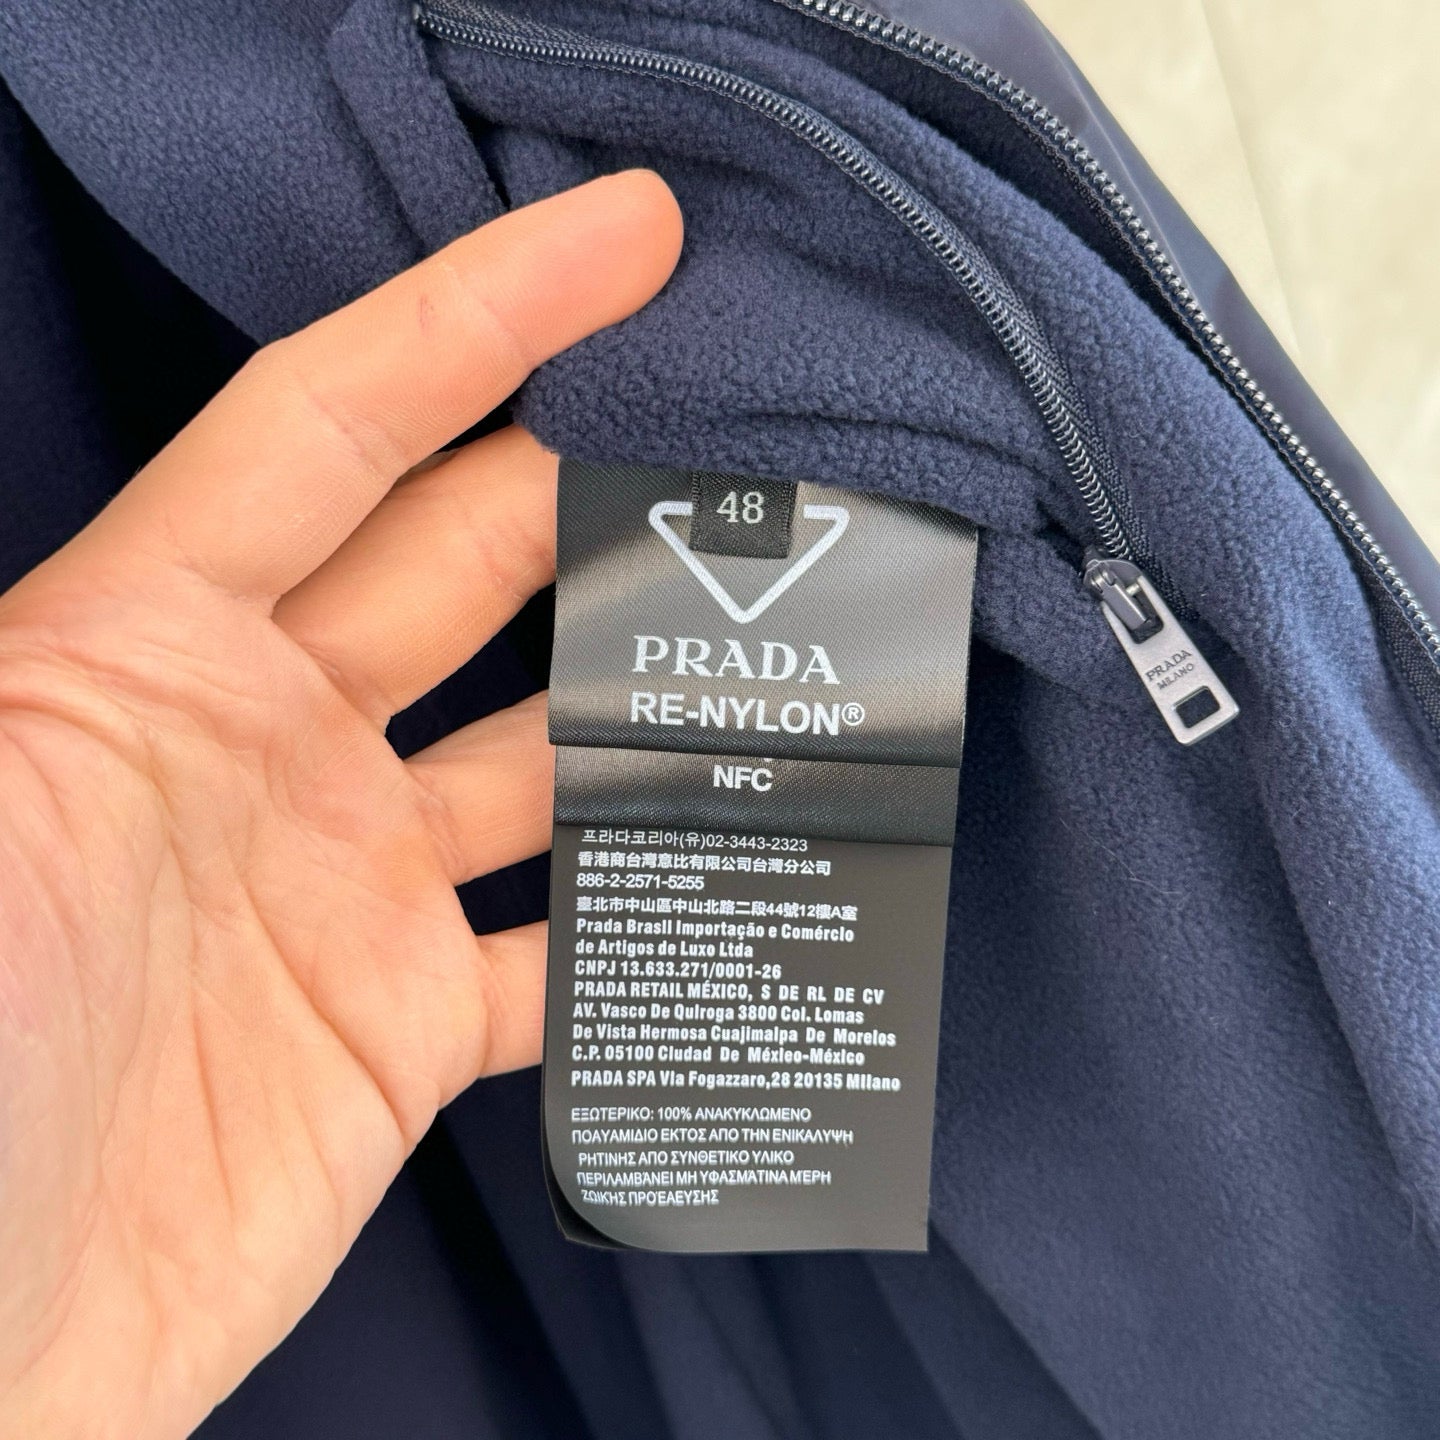 48
PRADA
RE-NYLON®
NFC
프라다코리아(유)02-3443-2323
香港商台灣意比有限公司台灣分公司
886-2-2571-5255
臺北市中山區中山北路二段44號12樓A室
Prada Brasil Importação e Comércio
de Artigos de Luxo Ltda
CNPJ 13.633.271/0001-26
PRADA RETAIL MÉXICO, S DE RL DE CV
AV. Vasco De Quiroga 3800 Col. Lomas
De Vista Hermosa Cuajimalpa De Morelos
C.P. 05100 Ciudad De Méxieo-México
PRADA SPA Via Fogazzaro,28 20135 Milano
ΕΞΩΤΕΡΙΚΟ: 100% ΑΝΑΚΥΚΛΩΜΕΝΟ
ΠΟΛΥΑΜΙΔΙΟ ΕΚΤΟΣ ΑΠΟ ΤΗΝ ΕΝΙΚΑΛΥΨΗ
ΡΗΤΙΝΗΣ ΑΠΟ ΣΥΝΘΕΤΙΚΟ ΥΛΙΚΟ
ΠΕΡΙΛΑΜΒΆΝΕΙ ΜΗ ΥΦΑΣΜΆΤΙΝΑ ΜΈΡΗ
ΖΩΙΚΉΣ ΠΡΟΈΛΕΥΣΗΣ
PRADA
MILANO